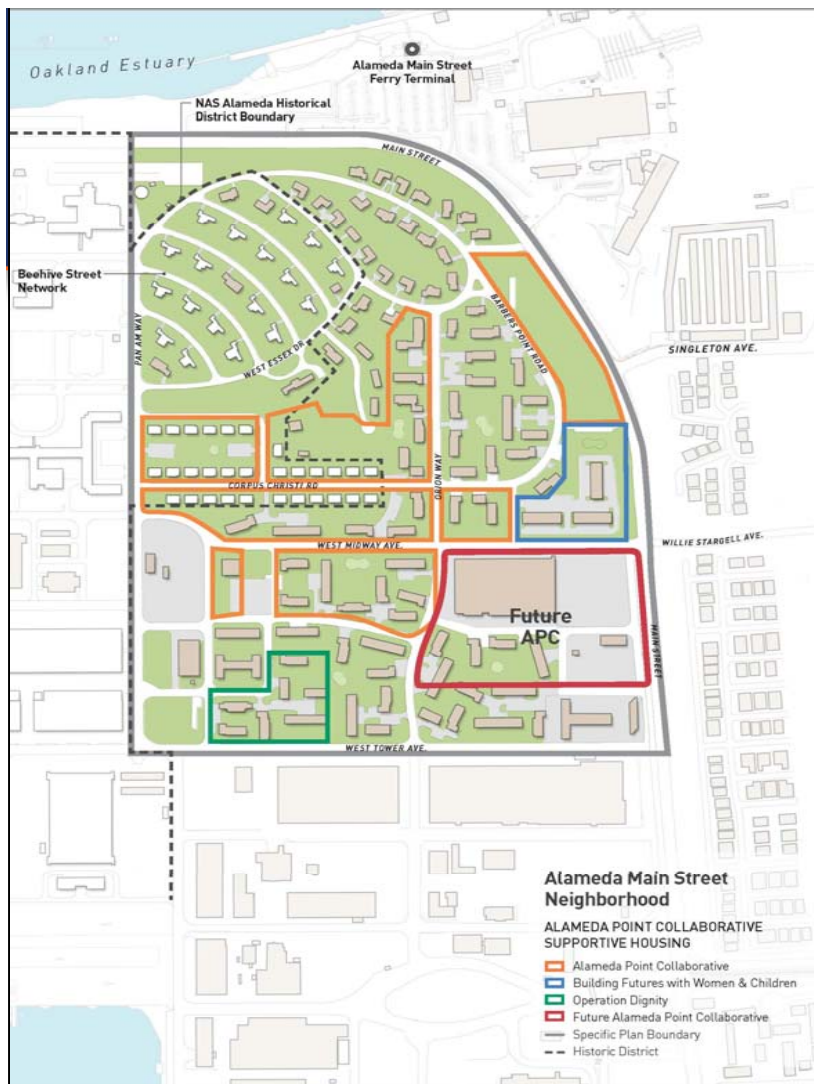 Oakland Estuary
Alameda Main Street
Ferry Terminal
NAS Alameda Historical
District Boundary
MAIN STREET
Beehive Street
Network
PAN AM WAY
WEST ESSEX DR.
BARBERS POINT ROAD
SINGLETON AVE.
ORION WAY
CORPUS CHRISTI RD
WEST MIDWAY AVE.
WILLIE STARGELL AVE.
Future
APC
MAIN STREET
WEST TOWER AVE.
Alameda Main Street
Neighborhood
ALAMEDA POINT COLLABORATIVE
SUPPORTIVE HOUSING
Alameda Point Collaborative
Building Futures with Women & Children
Operation Dignity
Future Alameda Point Collaborative
Specific Plan Boundary
Historic District